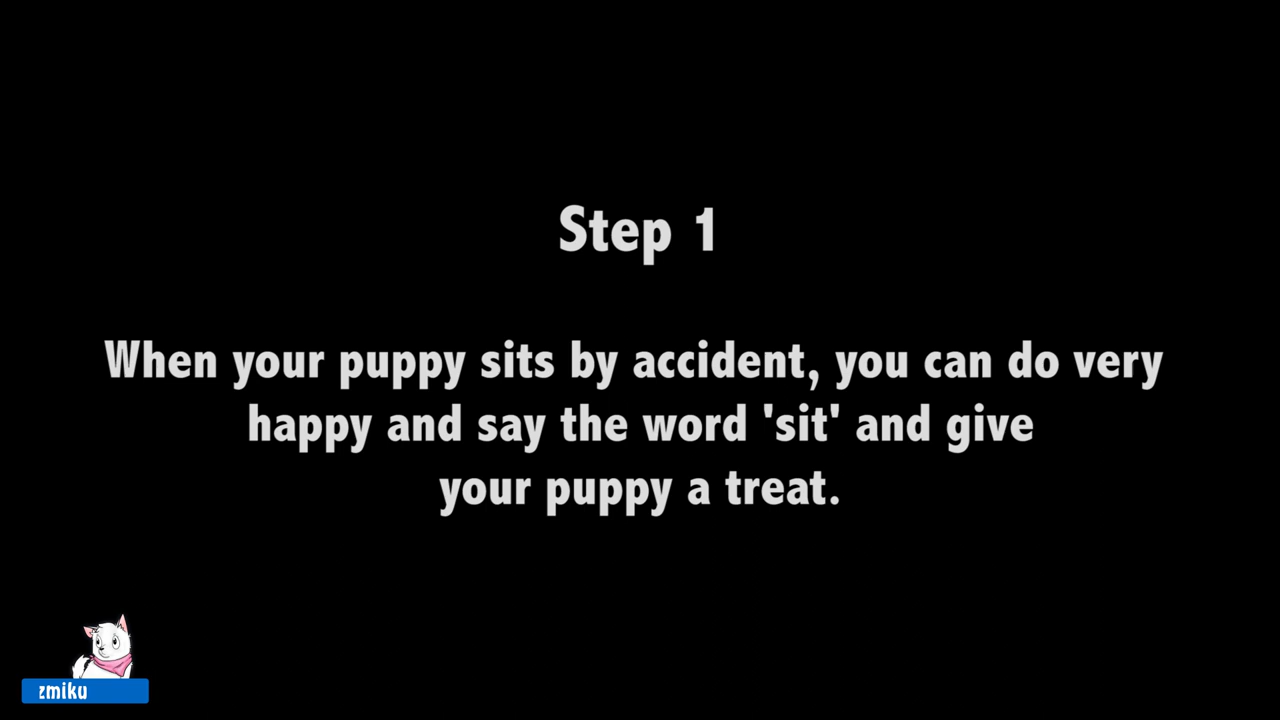 Step 1
When your puppy sits by accident, you can do very
happy and say the word 'sit' and give
your puppy a treat.
zmiku